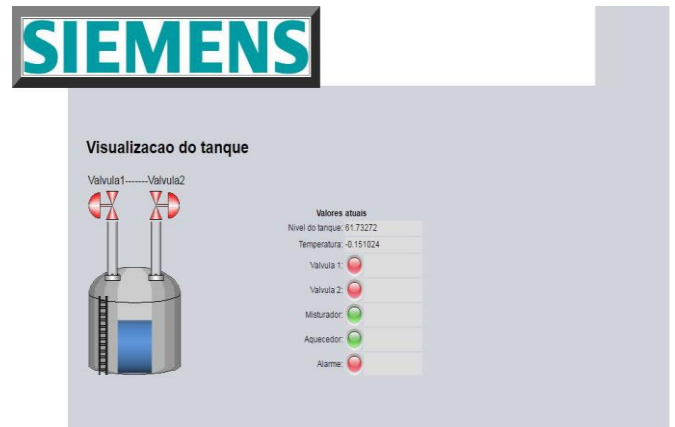 SIEMENS
Visualizacao do tanque
Valvula1-------Valvula2
Valores atuais
Nivel do tanque: 61.73272
Temperatura: -0.151024
Valvula 1:
Valvula 2:
Misturador:
Aquecedor:
Alarme: